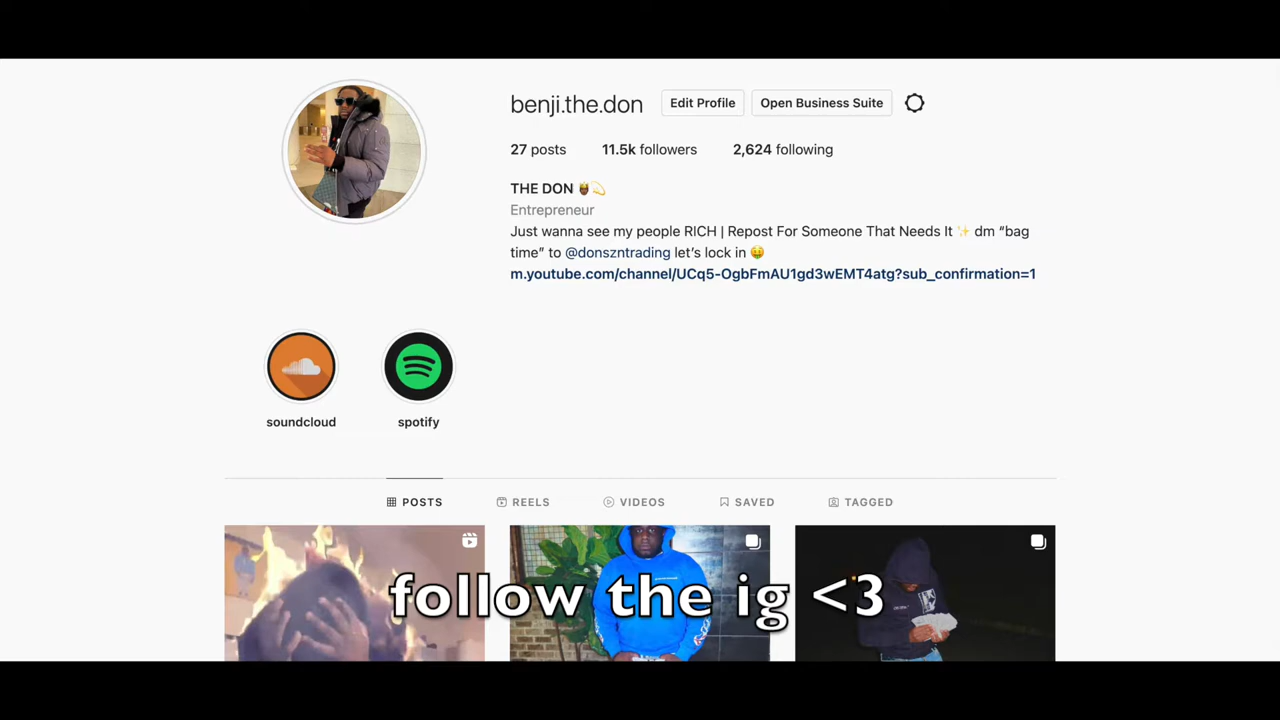 benji.the.don Edit Profile Open Business Suite
27 posts 11.5k followers 2,624 following
THE DON
Entrepreneur
Just wanna see my people RICH | Repost For Someone That Needs It ✨ dm “bag
time” to @donszntrading let’s lock in 🤑
m.youtube.com/channel/UCq5-OgbFmAU1gd3wEMT4atg?sub_confirmation=1
soundcloud spotify
POSTS REELS VIDEOS SAVED TAGGED
follow the ig <3